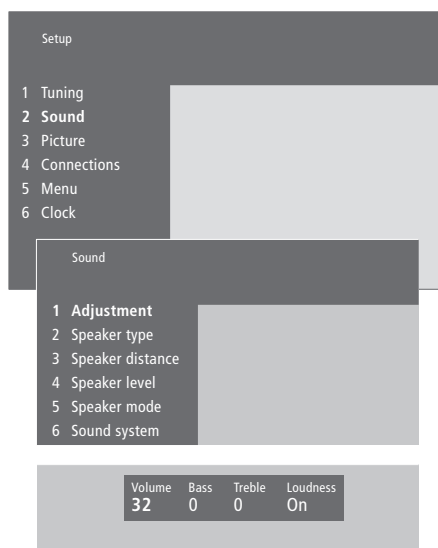 Setup
1 Tuning
2 Sound
3 Picture
4 Connections
5 Menu
6 Clock
Sound
1 Adjustment
2 Speaker type
3 Speaker distance
4 Speaker level
5 Speaker mode
6 Sound system
Volume Bass Treble Loudness
32 0 0 On